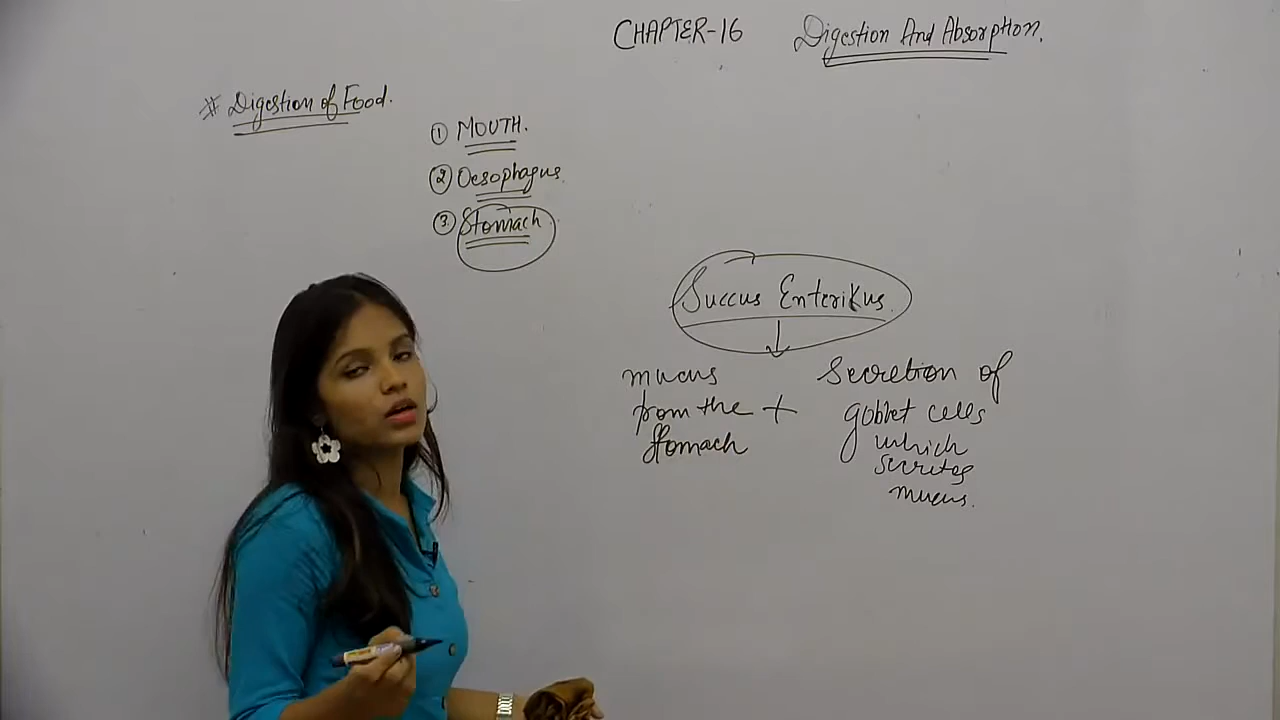 CHAPTER-16 Digestion And Absorption.
# Digestion of Food.
① MOUTH.
② Oesophagus.
③ Stomach.
Succus Enterikus.
mucus
from the +
stomach
Secretion of
goblet cells
which
secretes
mucus.